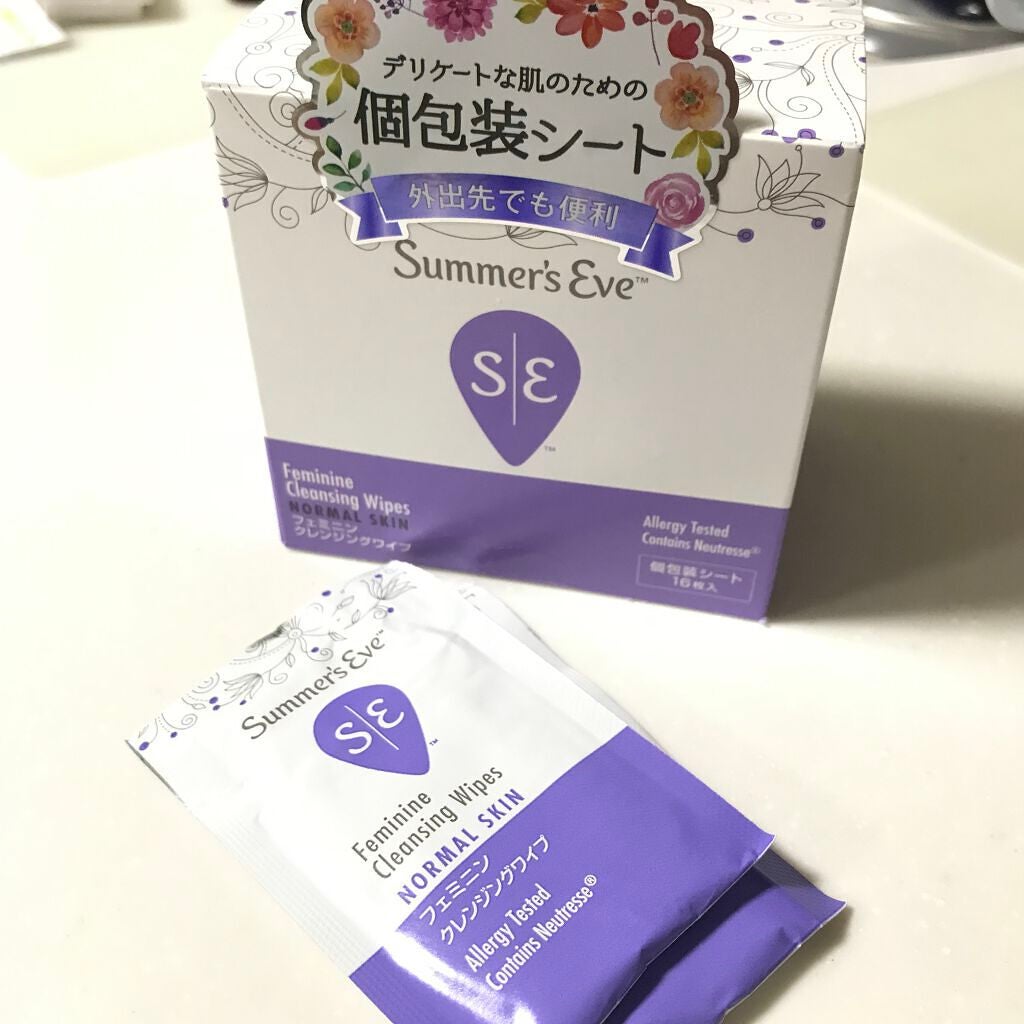 デリケートな肌のための
個包装シート
外出先でも便利
Summer's Eve™
S|E
™
Feminine
Cleansing Wipes
NORMAL SKIN
フェミニン
クレンジングワイプ
Allergy Tested
Contains Neutresse®
個包装シート
16枚入
Summer's Eve™
S|E
™
Feminine
Cleansing Wipes
NORMAL SKIN
フェミニン
クレンジングワイプ
Allergy Tested
Contains Neutresse®